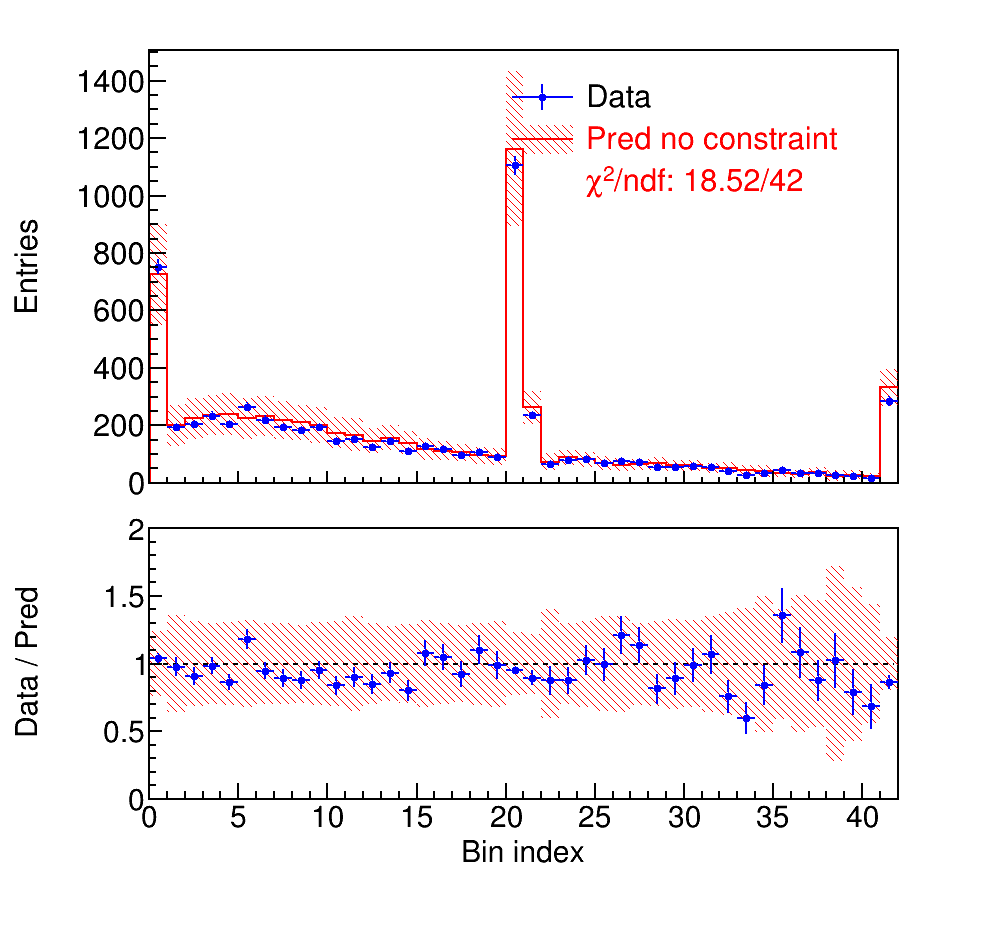 Entries
1400
1200
1000
800
600
400
200
0
Data
Pred no constraint
χ²/ndf: 18.52/42
Data / Pred
2
1.5
1
0.5
0
0 5 10 15 20 25 30 35 40
Bin index